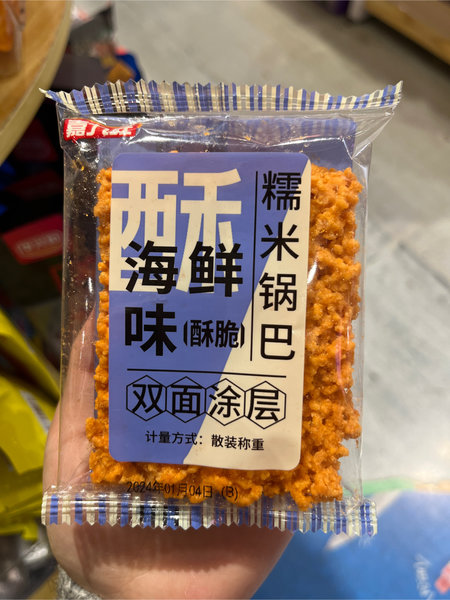 酥
海鲜
味(酥脆)
糯米锅巴
双面涂层
计量方式：散装称重
2024年01月04日 (B)